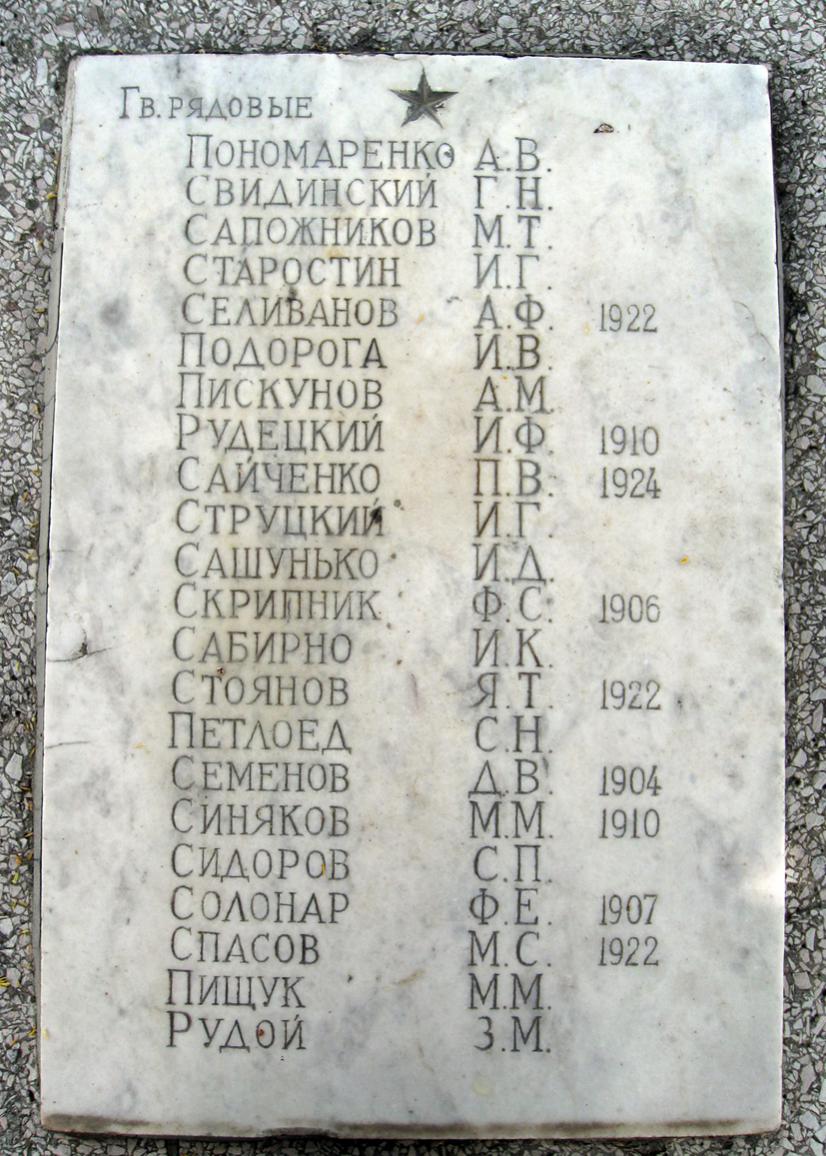 Гв. рядовые
Пономаренко А.В.
Свидинский Г.Н.
Сапожников М.Т.
Старостин И.Г.
Селиванов А.Ф. 1922
Подорога И.В.
Пискунов А.М.
Рудецкий И.Ф. 1910
Сайченко П.В. 1924
Струцкий И.Г.
Сашунько И.Д.
Скрипник Ф.С. 1906
Сабирно И.К.
Стоянов Я.Т. 1922
Петлоед С.Н.
Семенов Д.В. 1904
Синяков М.М. 1910
Сидоров С.П.
Солонар Ф.Е. 1907
Спасов М.С. 1922
Пищук М.М.
Рудой З.М.